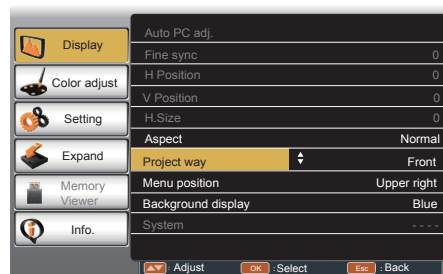 Display
Color adjust
Setting
Expand
Memory
Viewer
Info.
Auto PC adj.
Fine sync 0
H Position 0
V Position 0
H.Size 0
Aspect Normal
Project way Front
Menu position Upper right
Background display Blue
System ----
: Adjust OK : Select Esc : Back